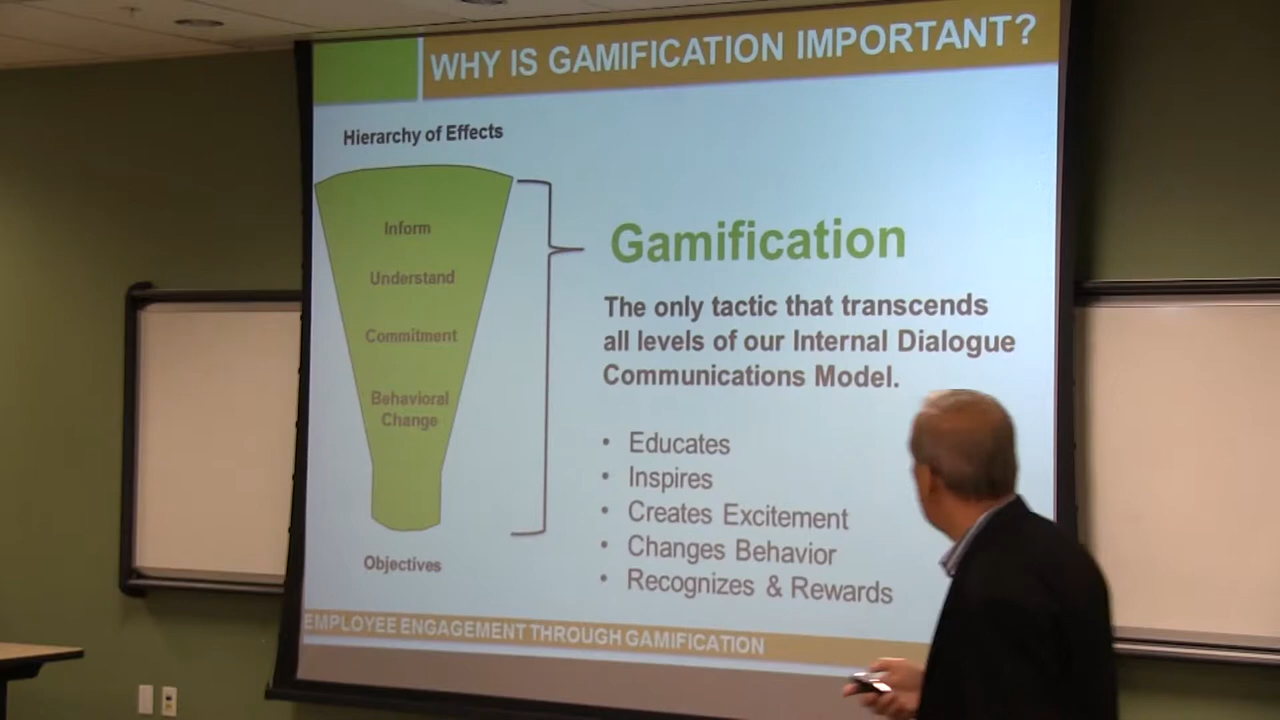 WHY IS GAMIFICATION IMPORTANT?
Hierarchy of Effects
Inform
Understand
Commitment
Behavioral
Change
Objectives
Gamification
The only tactic that transcends
all levels of our Internal Dialogue
Communications Model.
• Educates
• Inspires
• Creates Excitement
• Changes Behavior
• Recognizes & Rewards
EMPLOYEE ENGAGEMENT THROUGH GAMIFICATION